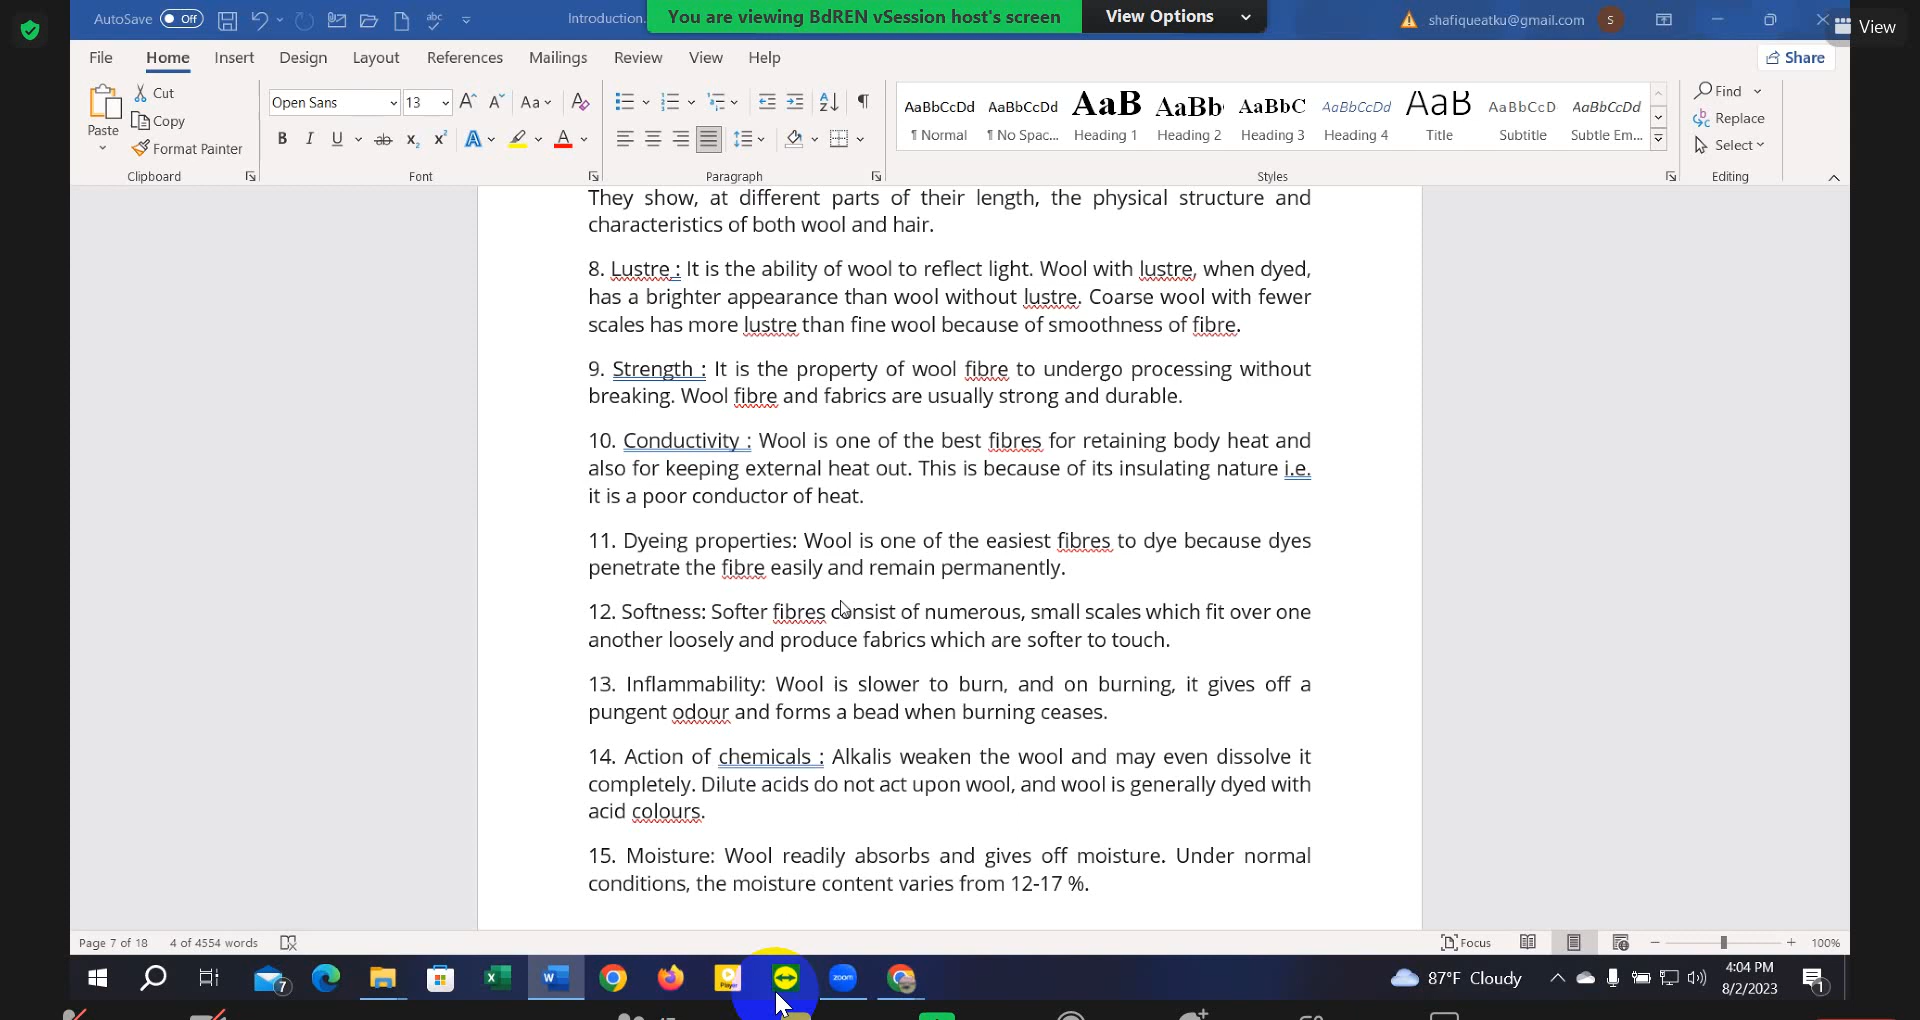 AutoSave Off Introduction. You are viewing BdREN vSession host's screen View Options shafiqueatku@gmail.com S View
File Home Insert Design Layout References Mailings Review View Help Share
Paste Cut Copy Format Painter
Open Sans 13 Aa
B I U ab x₂ x² A A
AaBbCcDd AaBbCcDd AaB AaBb AaBbC AaBbCcDd AaB AaBbCcD AaBbCcDd
¶ Normal ¶ No Spac... Heading 1 Heading 2 Heading 3 Heading 4 Title Subtitle Subtle Em...
Find
Replace
Select
Clipboard Font Paragraph Styles Editing
They show, at different parts of their length, the physical structure and
characteristics of both wool and hair.
8. Lustre : It is the ability of wool to reflect light. Wool with lustre, when dyed,
has a brighter appearance than wool without lustre. Coarse wool with fewer
scales has more lustre than fine wool because of smoothness of fibre.
9. Strength : It is the property of wool fibre to undergo processing without
breaking. Wool fibre and fabrics are usually strong and durable.
10. Conductivity : Wool is one of the best fibres for retaining body heat and
also for keeping external heat out. This is because of its insulating nature i.e.
it is a poor conductor of heat.
11. Dyeing properties: Wool is one of the easiest fibres to dye because dyes
penetrate the fibre easily and remain permanently.
12. Softness: Softer fibres consist of numerous, small scales which fit over one
another loosely and produce fabrics which are softer to touch.
13. Inflammability: Wool is slower to burn, and on burning, it gives off a
pungent odour and forms a bead when burning ceases.
14. Action of chemicals : Alkalis weaken the wool and may even dissolve it
completely. Dilute acids do not act upon wool, and wool is generally dyed with
acid colours.
15. Moisture: Wool readily absorbs and gives off moisture. Under normal
conditions, the moisture content varies from 12-17 %.
Page 7 of 18 4 of 4554 words Focus 100%
7 Player zoom 87°F Cloudy 4:04 PM
8/2/2023 1